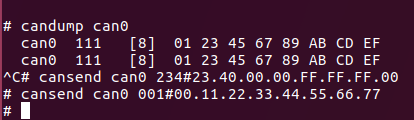 # candump can0
can0 111 [8] 01 23 45 67 89 AB CD EF
can0 111 [8] 01 23 45 67 89 AB CD EF
^C# cansend can0 234#23.40.00.00.FF.FF.FF.00
# cansend can0 001#00.11.22.33.44.55.66.77
#